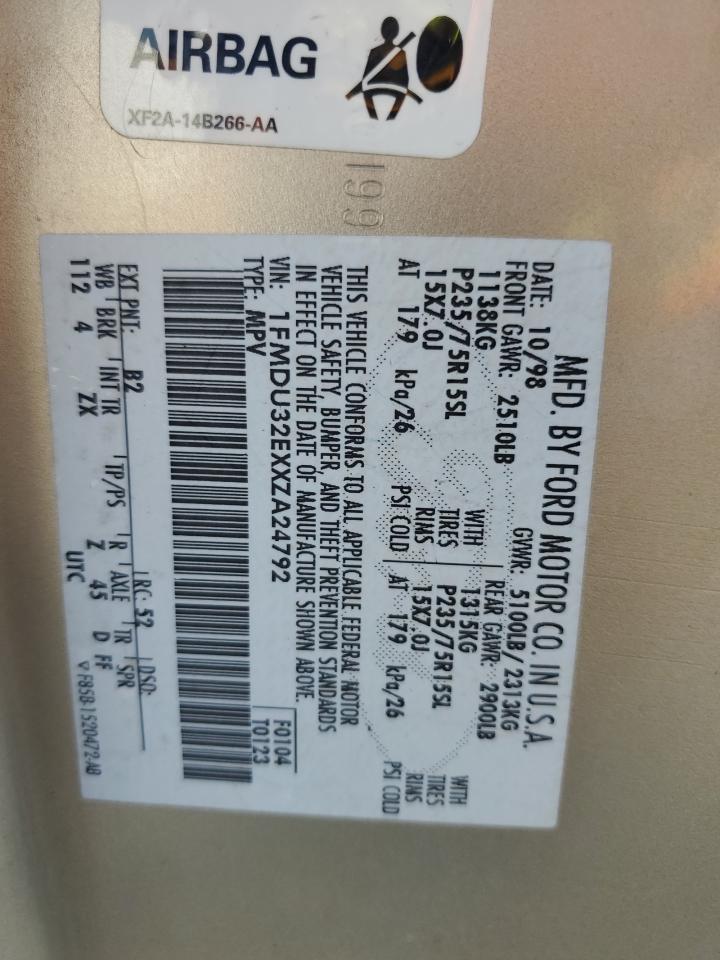 AIRBAG
XF2A-14B266-AA
199
MFD. BY FORD MOTOR CO. IN U.S.A.
DATE: 10/98 GVWR: 5100LB/ 2313KG
FRONT GAWR: 2510LB REAR GAWR: 2900LB
1138KG WITH 1315KG WITH
P235/75R15SL TIRES P235/75R15SL TIRES
15X7.0J RIMS 15X7.0J RIMS
AT 179 kPa/26 PSI COLD AT 179 kPa/26 PSI COLD
THIS VEHICLE CONFORMS TO ALL APPLICABLE FEDERAL MOTOR
VEHICLE SAFETY, BUMPER, AND THEFT PREVENTION STANDARDS
IN EFFECT ON THE DATE OF MANUFACTURE SHOWN ABOVE.
VIN: 1FMDU32EXXZA24792 F0104
TYPE: MPV T0123
EXT PNT: B2 RC: 52 DSO:
WB BRK INT TR TP/PS R AXLE TR SPR
112 4 ZX Z 45 D FF
UTC ▽ F85B-1520472-AB